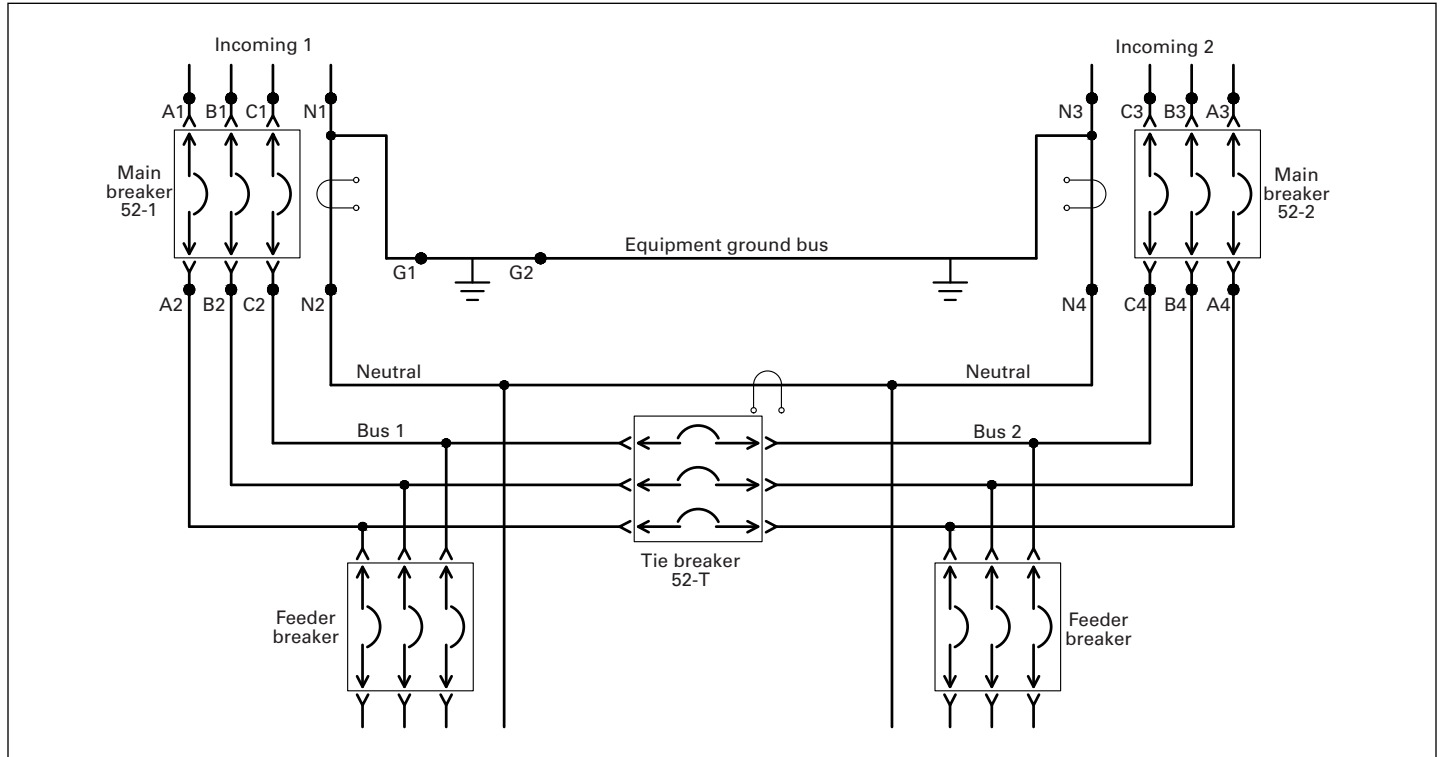 Incoming 1
Incoming 2
A1 B1 C1 N1
N3 C3 B3 A3
Main
breaker
52-1
Main
breaker
52-2
Equipment ground bus
G1 G2
A2 B2 C2 N2
N4 C4 B4 A4
Neutral
Neutral
Bus 1
Bus 2
Tie breaker
52-T
Feeder
breaker
Feeder
breaker